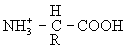 H
NH₃⁺ – C – COOH
R